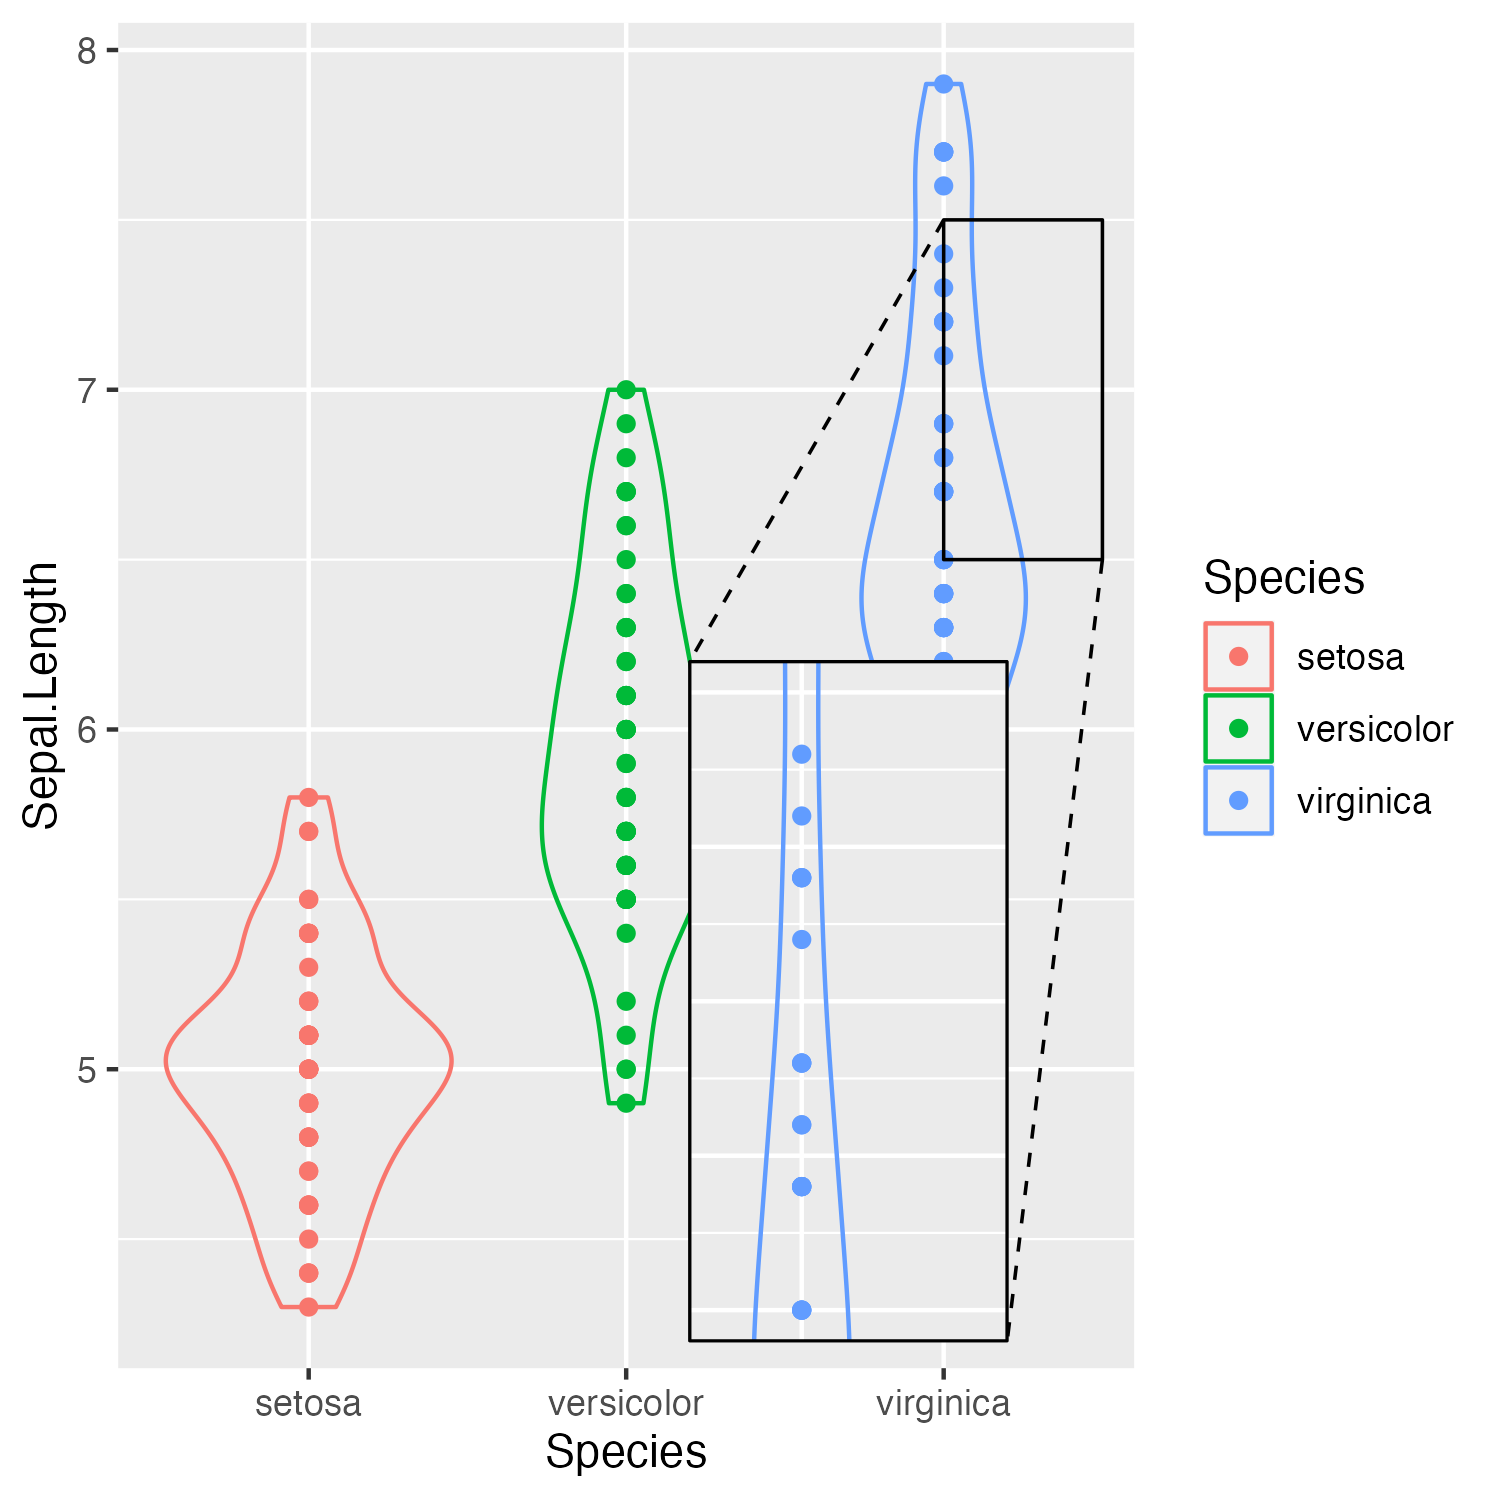 8
7
6
5
Sepal.Length
setosa
versicolor
virginica
Species
Species
setosa
versicolor
virginica